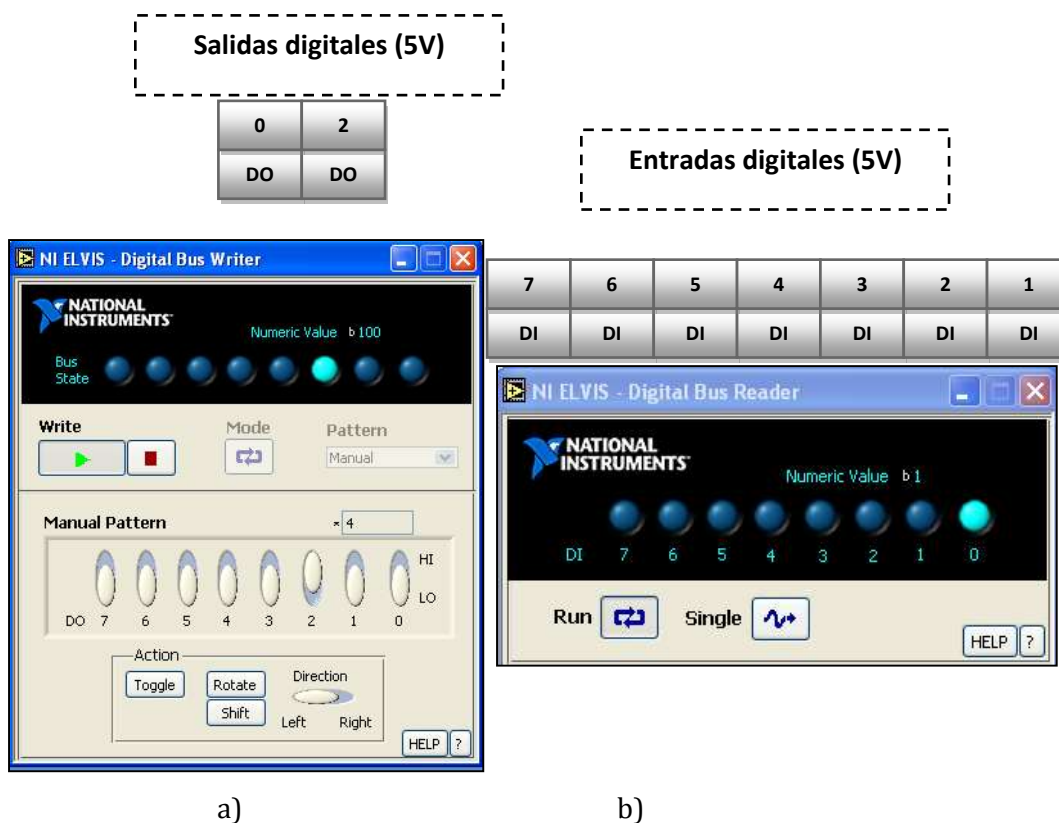 Salidas digitales (5V)
0 2
DO DO
Entradas digitales (5V)
NI ELVIS - Digital Bus Writer
NATIONAL
INSTRUMENTS
Numeric Value b 100
Bus
State
Write Mode Pattern
Manual
Manual Pattern × 4
HI
LO
DO 7 6 5 4 3 2 1 0
Action
Toggle Rotate Direction
Shift Left Right
HELP ?
7 6 5 4 3 2 1
DI DI DI DI DI DI DI
NI ELVIS - Digital Bus Reader
NATIONAL
INSTRUMENTS
Numeric Value b 1
DI 7 6 5 4 3 2 1 0
Run Single
HELP ?
a) b)